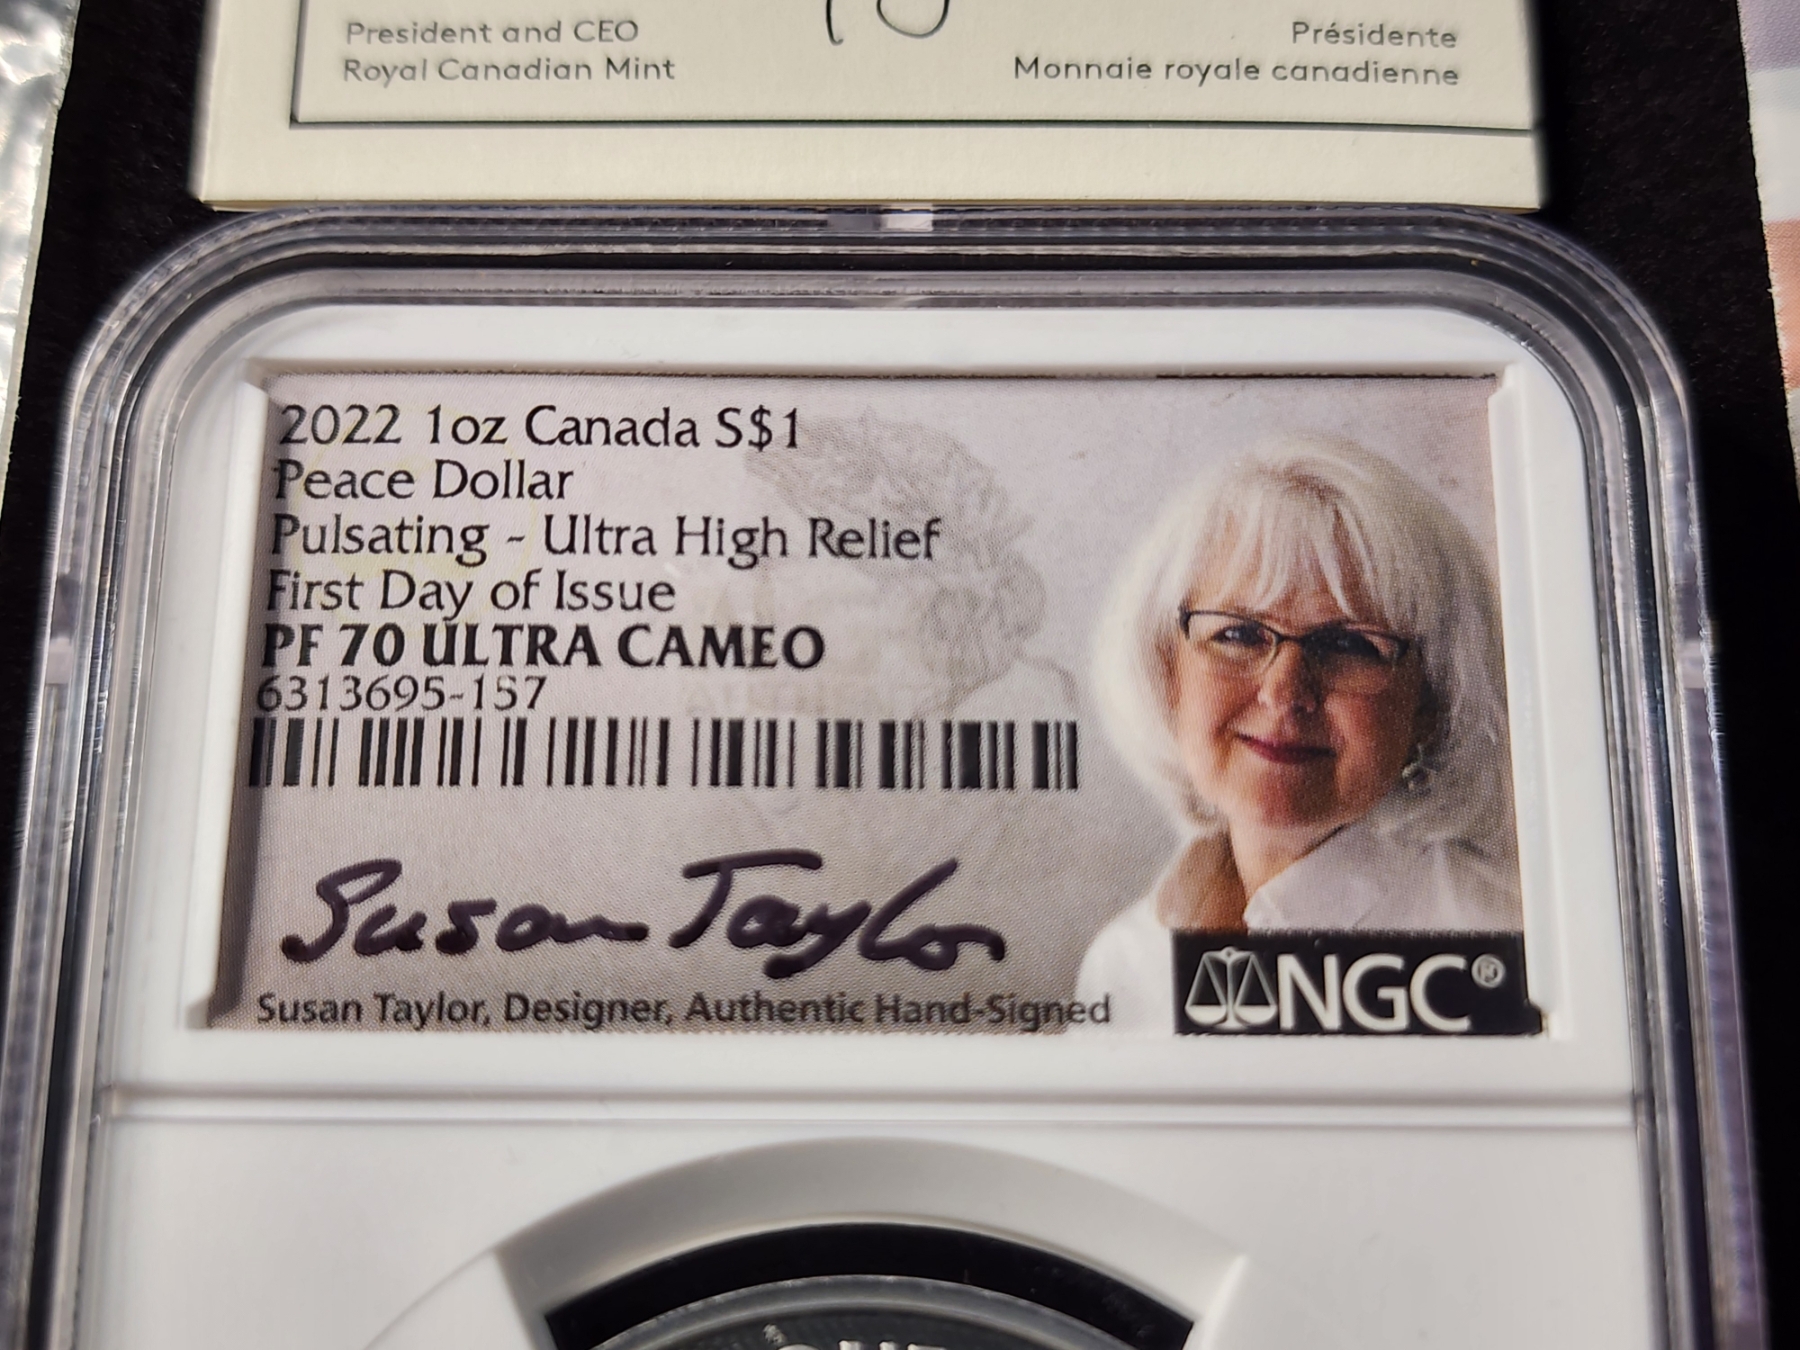 President and CEO
Royal Canadian Mint
Présidente
Monnaie royale canadienne
2022 1oz Canada S$1
Peace Dollar
Pulsating - Ultra High Relief
First Day of Issue
PF 70 ULTRA CAMEO
6313695-157
Susan Taylor
Susan Taylor, Designer, Authentic Hand-Signed
NGC®